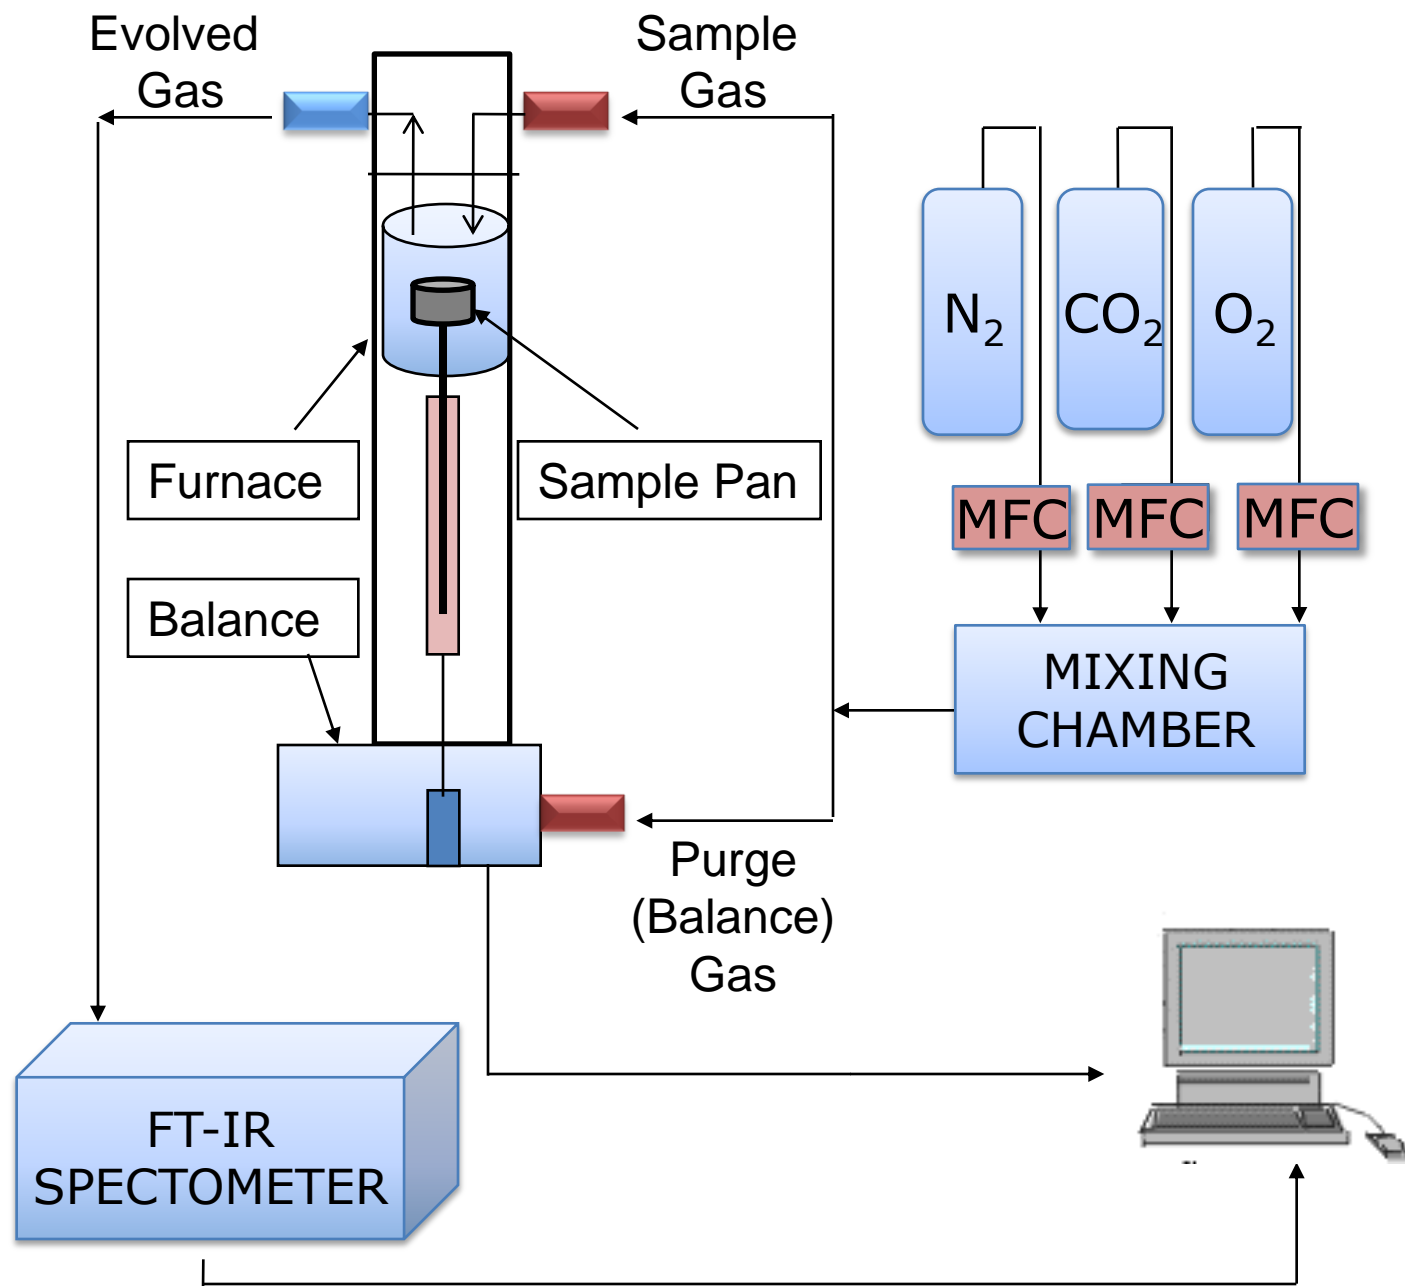 Evolved
Gas
Sample
Gas
N₂
CO₂
O₂
Furnace
Sample Pan
MFC
MFC
MFC
Balance
MIXING
CHAMBER
Purge
(Balance)
Gas
FT-IR
SPECTOMETER